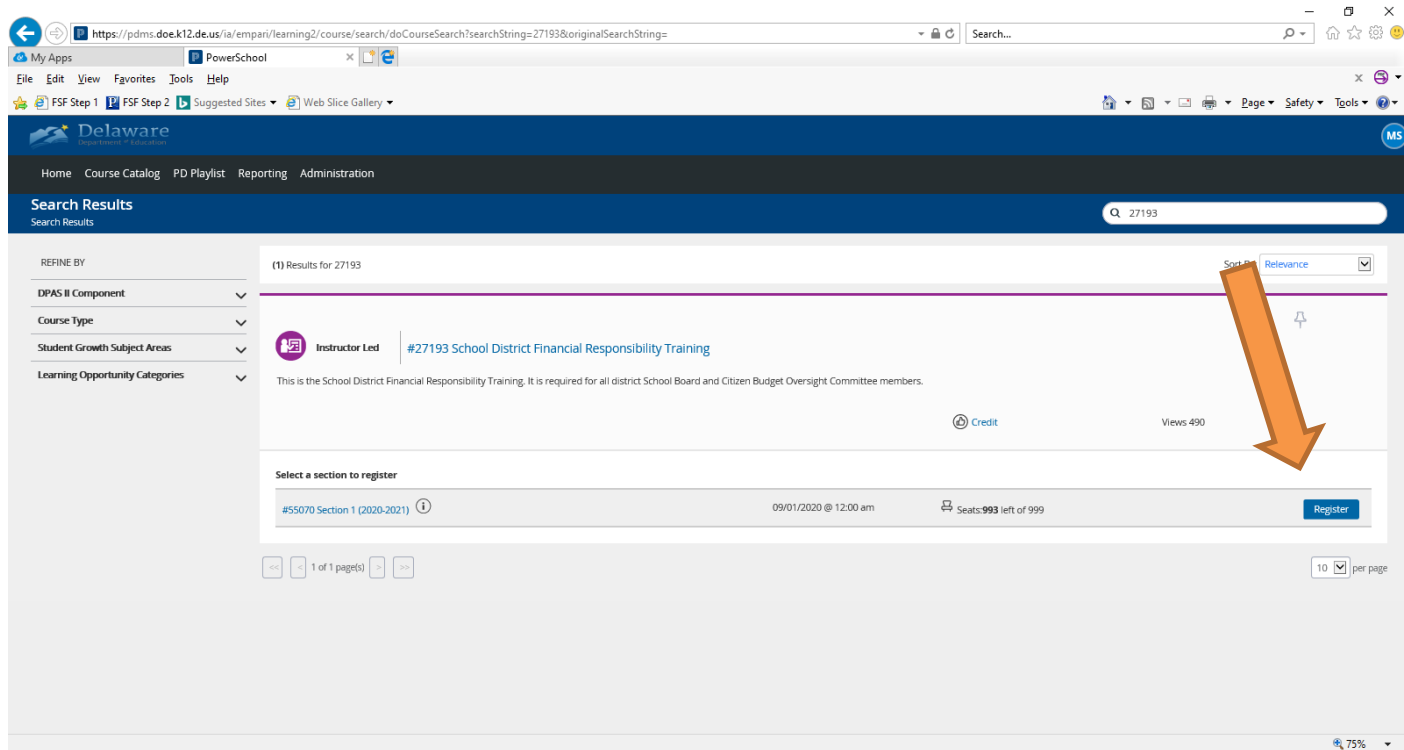 https://pdms.doe.k12.de.us/ia/empari/learning2/course/search/doCourseSearch?searchString=27193&originalSearchString=
Search...
My Apps
PowerSchool
File Edit View Favorites Tools Help
FSF Step 1 FSF Step 2 Suggested Sites Web Slice Gallery
Page Safety Tools
Delaware
Department of Education
MS
Home Course Catalog PD Playlist Reporting Administration
Search Results
Search Results
27193
REFINE BY
DPAS II Component
Course Type
Student Growth Subject Areas
Learning Opportunity Categories
(1) Results for 27193
Sort Relevance
Instructor Led
#27193 School District Financial Responsibility Training
This is the School District Financial Responsibility Training. It is required for all district School Board and Citizen Budget Oversight Committee members.
Credit
Views 490
Select a section to register
#55070 Section 1 (2020-2021)
09/01/2020 @ 12:00 am
Seats:993 left of 999
Register
<< < 1 of 1 page(s) > >>
10 per page
75%